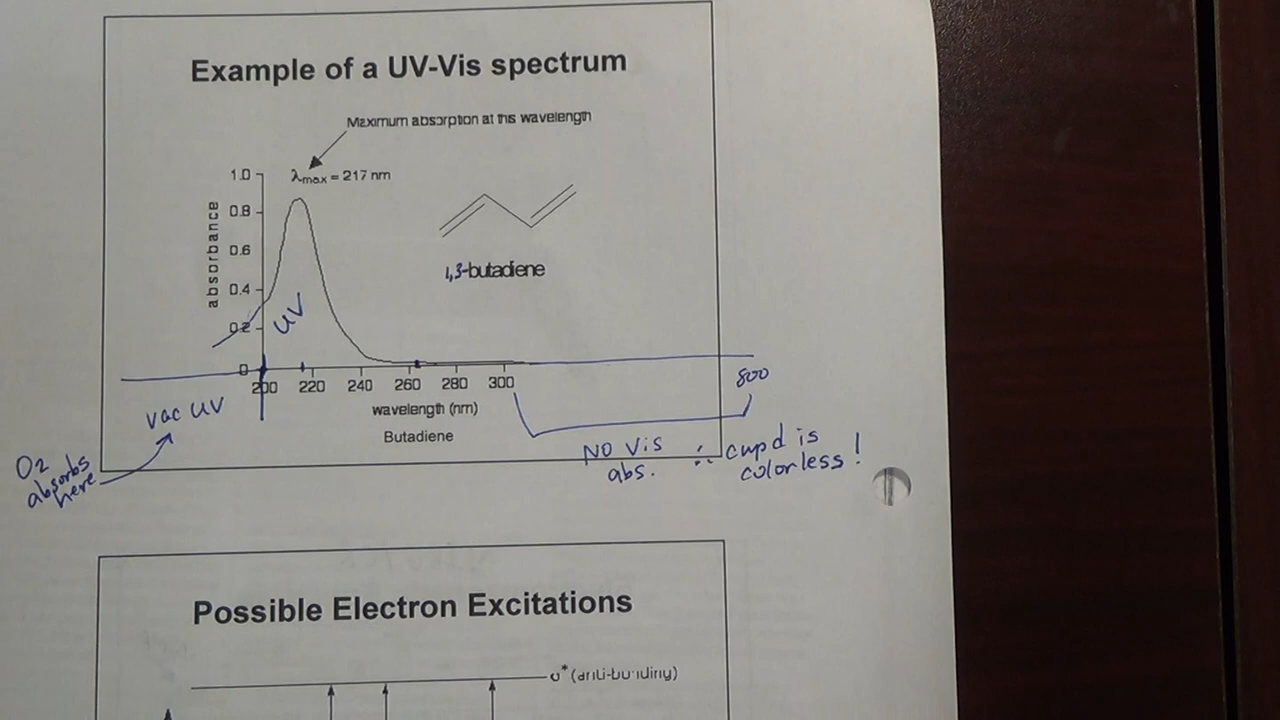 Example of a UV-Vis spectrum
Maximum absorption at this wavelength
λmax = 217 nm
1.0
0.8
0.6
0.4
0.2
0
absorbance
UV
1,3-butadiene
200 220 240 260 280 300
800
wavelength (nm)
Butadiene
vac UV
O2
absorbs
here
NO Vis
abs.
∴ cmpd is
colorless!
Possible Electron Excitations
σ* (anti-bonding)